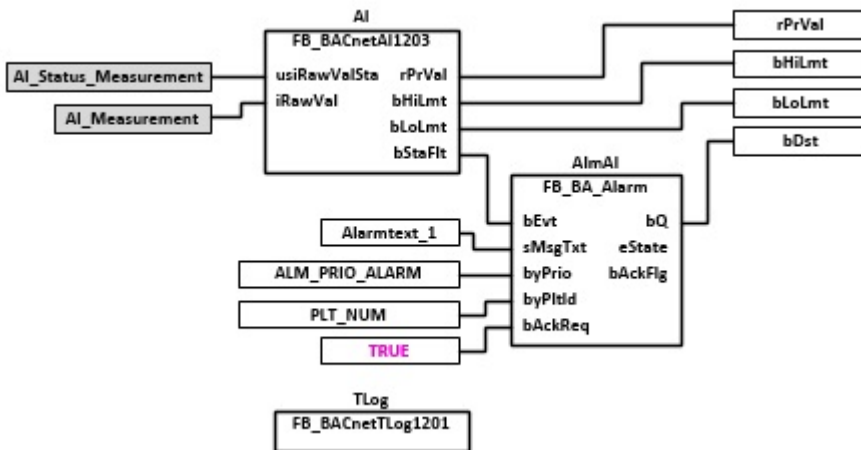 AI
FB_BACnetAI1203
rPrVal
AI_Status_Measurement
usiRawValSta rPrVal
bHiLmt
AI_Measurement
iRawVal bHiLmt
bLoLmt
bLoLmt
bStaFlt
bDst
AlmAI
FB_BA_Alarm
bEvt bQ
Alarmtext_1
sMsgTxt eState
ALM_PRIO_ALARM
byPrio bAckFlg
PLT_NUM
byPltId
TRUE
bAckReq
TLog
FB_BACnetTLog1201